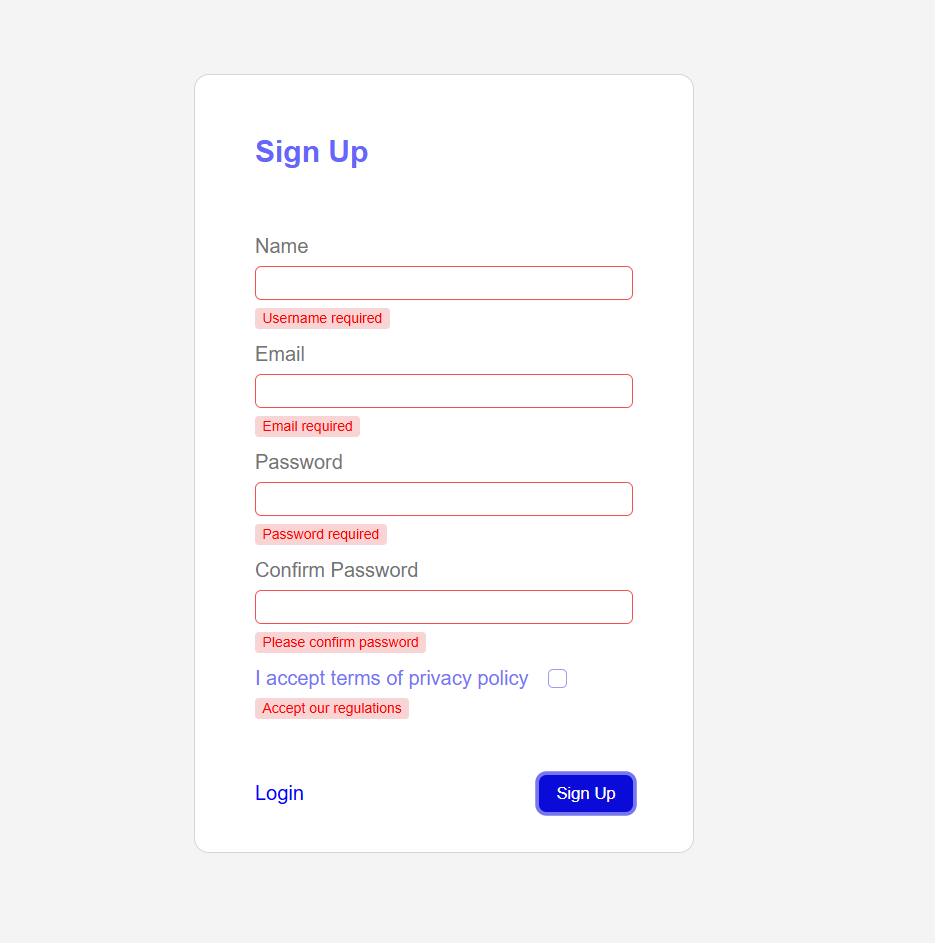 Sign Up
Name
Username required
Email
Email required
Password
Password required
Confirm Password
Please confirm password
I accept terms of privacy policy
Accept our regulations
Login
Sign Up